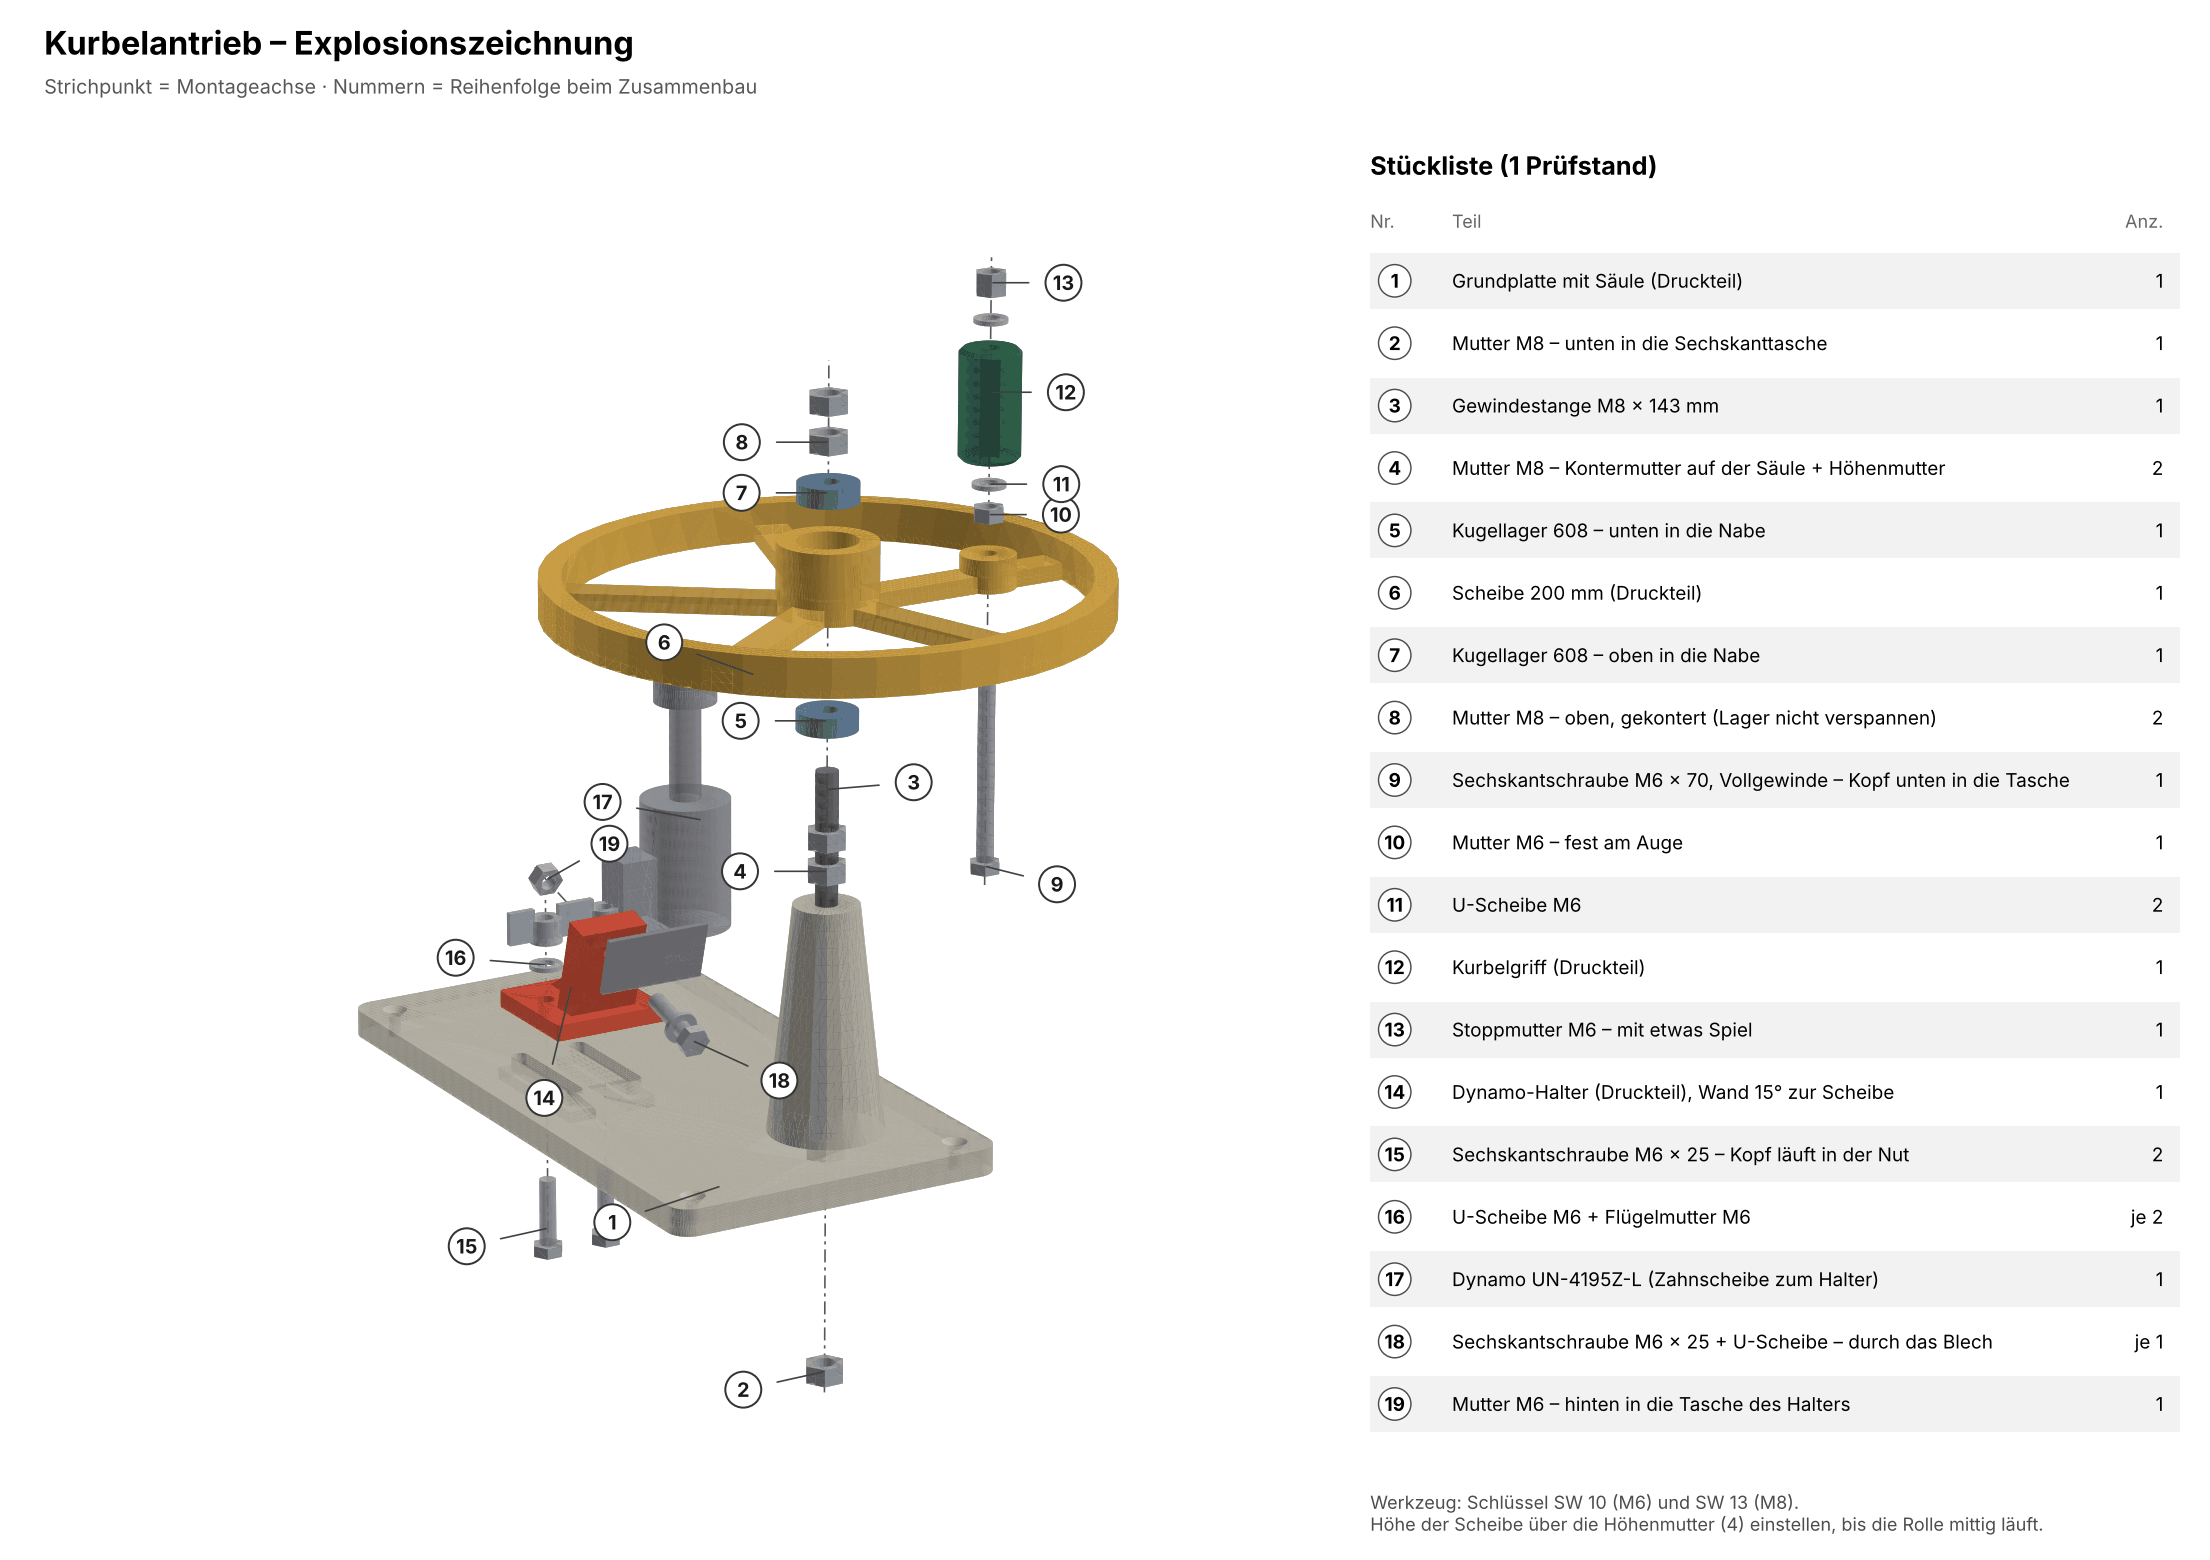 Kurbelantrieb – Explosionszeichnung
Strichpunkt = Montageachse · Nummern = Reihenfolge beim Zusammenbau
13
12
8
11
7
10
6
5
3
17
19
4
9
16
18
14
1
15
2
Stückliste (1 Prüfstand)
Nr. Teil Anz.
1 Grundplatte mit Säule (Druckteil) 1
2 Mutter M8 – unten in die Sechskanttasche 1
3 Gewindestange M8 × 143 mm 1
4 Mutter M8 – Kontermutter auf der Säule + Höhenmutter 2
5 Kugellager 608 – unten in die Nabe 1
6 Scheibe 200 mm (Druckteil) 1
7 Kugellager 608 – oben in die Nabe 1
8 Mutter M8 – oben, gekontert (Lager nicht verspannen) 2
9 Sechskantschraube M6 × 70, Vollgewinde – Kopf unten in die Tasche 1
10 Mutter M6 – fest am Auge 1
11 U-Scheibe M6 2
12 Kurbelgriff (Druckteil) 1
13 Stoppmutter M6 – mit etwas Spiel 1
14 Dynamo-Halter (Druckteil), Wand 15° zur Scheibe 1
15 Sechskantschraube M6 × 25 – Kopf läuft in der Nut 2
16 U-Scheibe M6 + Flügelmutter M6 je 2
17 Dynamo UN-4195Z-L (Zahnscheibe zum Halter) 1
18 Sechskantschraube M6 × 25 + U-Scheibe – durch das Blech je 1
19 Mutter M6 – hinten in die Tasche des Halters 1
Werkzeug: Schlüssel SW 10 (M6) und SW 13 (M8).
Höhe der Scheibe über die Höhenmutter (4) einstellen, bis die Rolle mittig läuft.